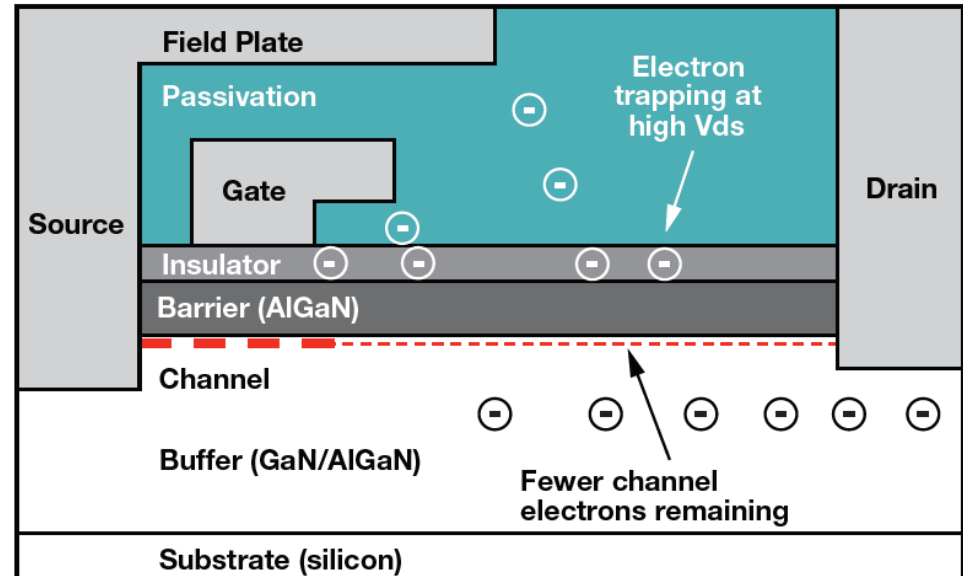 Field Plate
Passivation
Electron
trapping at
high Vds
Gate
Source
Drain
Insulator
Barrier (AlGaN)
Channel
Buffer (GaN/AlGaN)
Fewer channel
electrons remaining
Substrate (silicon)